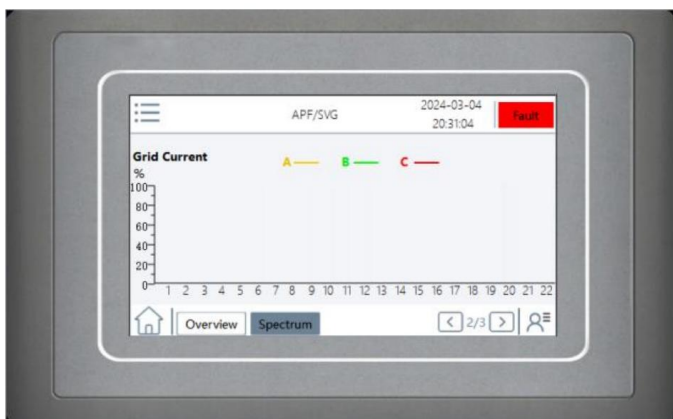 APF/SVG
2024-03-04
20:31:04
Fault
Grid Current
A
B
C
%
100
80
60
40
20
0
1 2 3 4 5 6 7 8 9 10 11 12 13 14 15 16 17 18 19 20 21 22
Overview
Spectrum
< 2/3 >